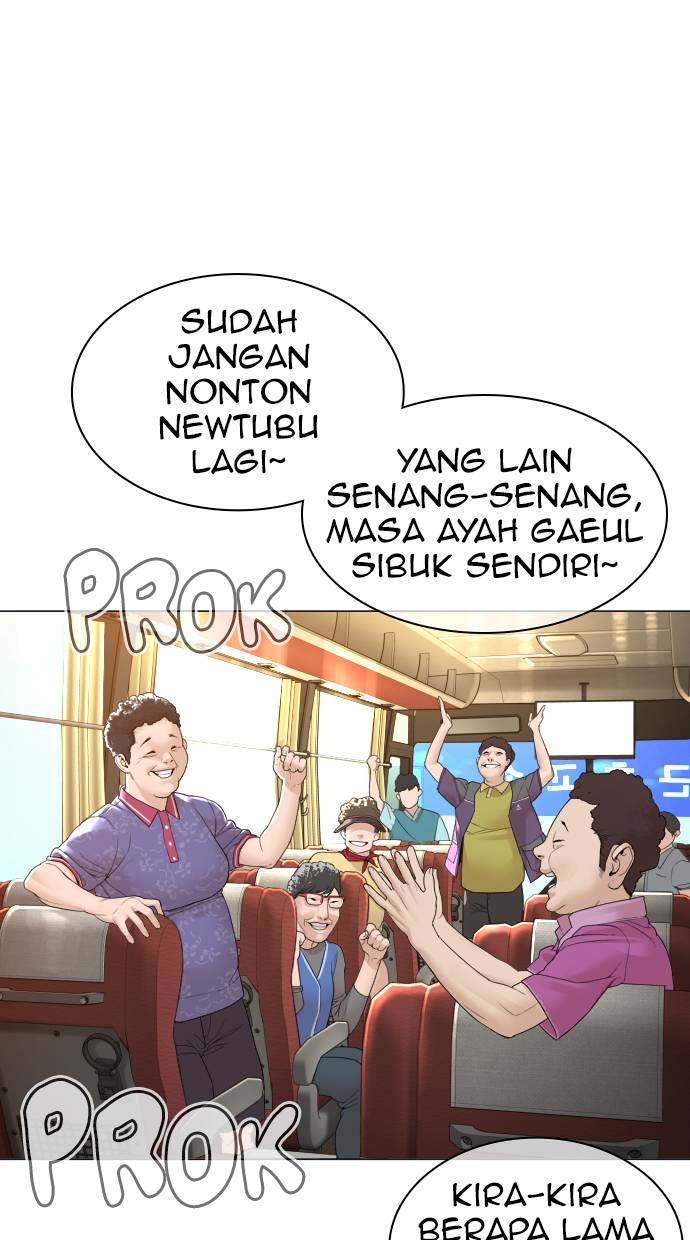 SUDAH
JANGAN
NONTON
NEWTUBU
LAGI~
YANG LAIN
SENANG-SENANG,
MASA AYAH GAEUL
SIBUK SENDIRI~
PROK
PROK
KIRA-KIRA
BERAPA LAMA